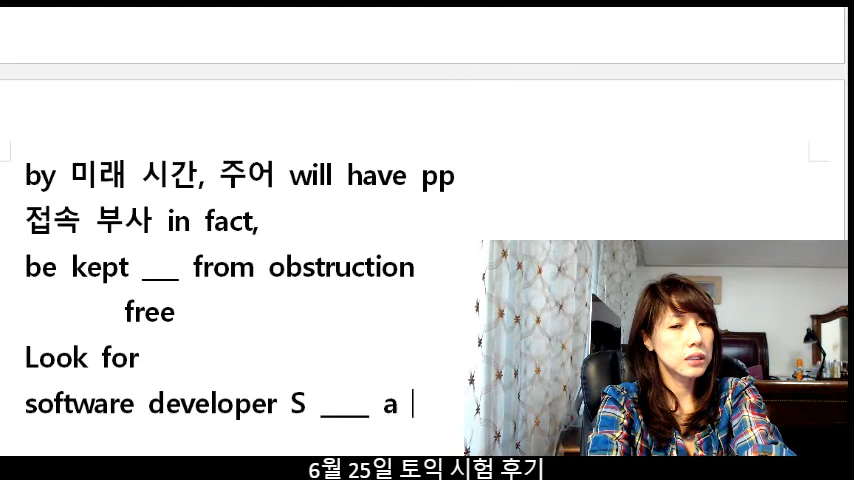 by 미래 시간, 주어 will have pp
접속 부사 in fact,
be kept ___ from obstruction
free
Look for
software developer S ____ a
6월 25일 토익 시험 후기